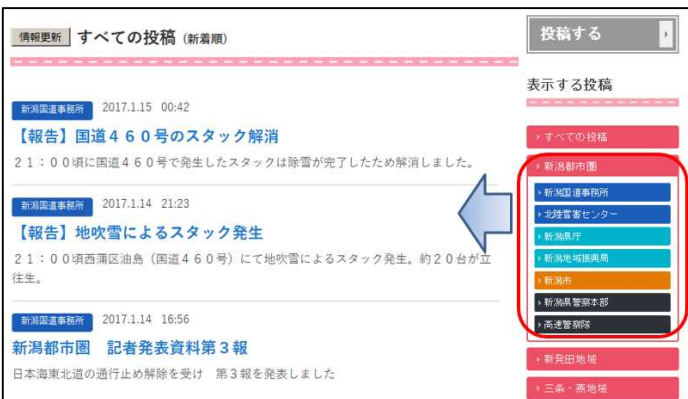 情報更新 すべての投稿 (新着順)
新潟国道事務所 2017.1.15 00:42
【報告】国道４６０号のスタック解消
２１：００頃に国道４６０号で発生したスタックは除雪が完了したため解消しました。
新潟国道事務所 2017.1.14 21:23
【報告】地吹雪によるスタック発生
２１：００頃西蒲区油島（国道４６０号）にて地吹雪によるスタック発生。約２０台が立
往生。
新潟国道事務所 2017.1.14 16:56
新潟都市圏　記者発表資料第３報
日本海東北道の通行止め解除を受け　第３報を発表しました
投稿する
表示する投稿
すべての投稿
新潟都市圏
新潟国道事務所
北陸雪害センター
新潟県庁
新潟地域振興局
新潟市
新潟県警察本部
高速警察隊
新発田地域
三条・燕地域